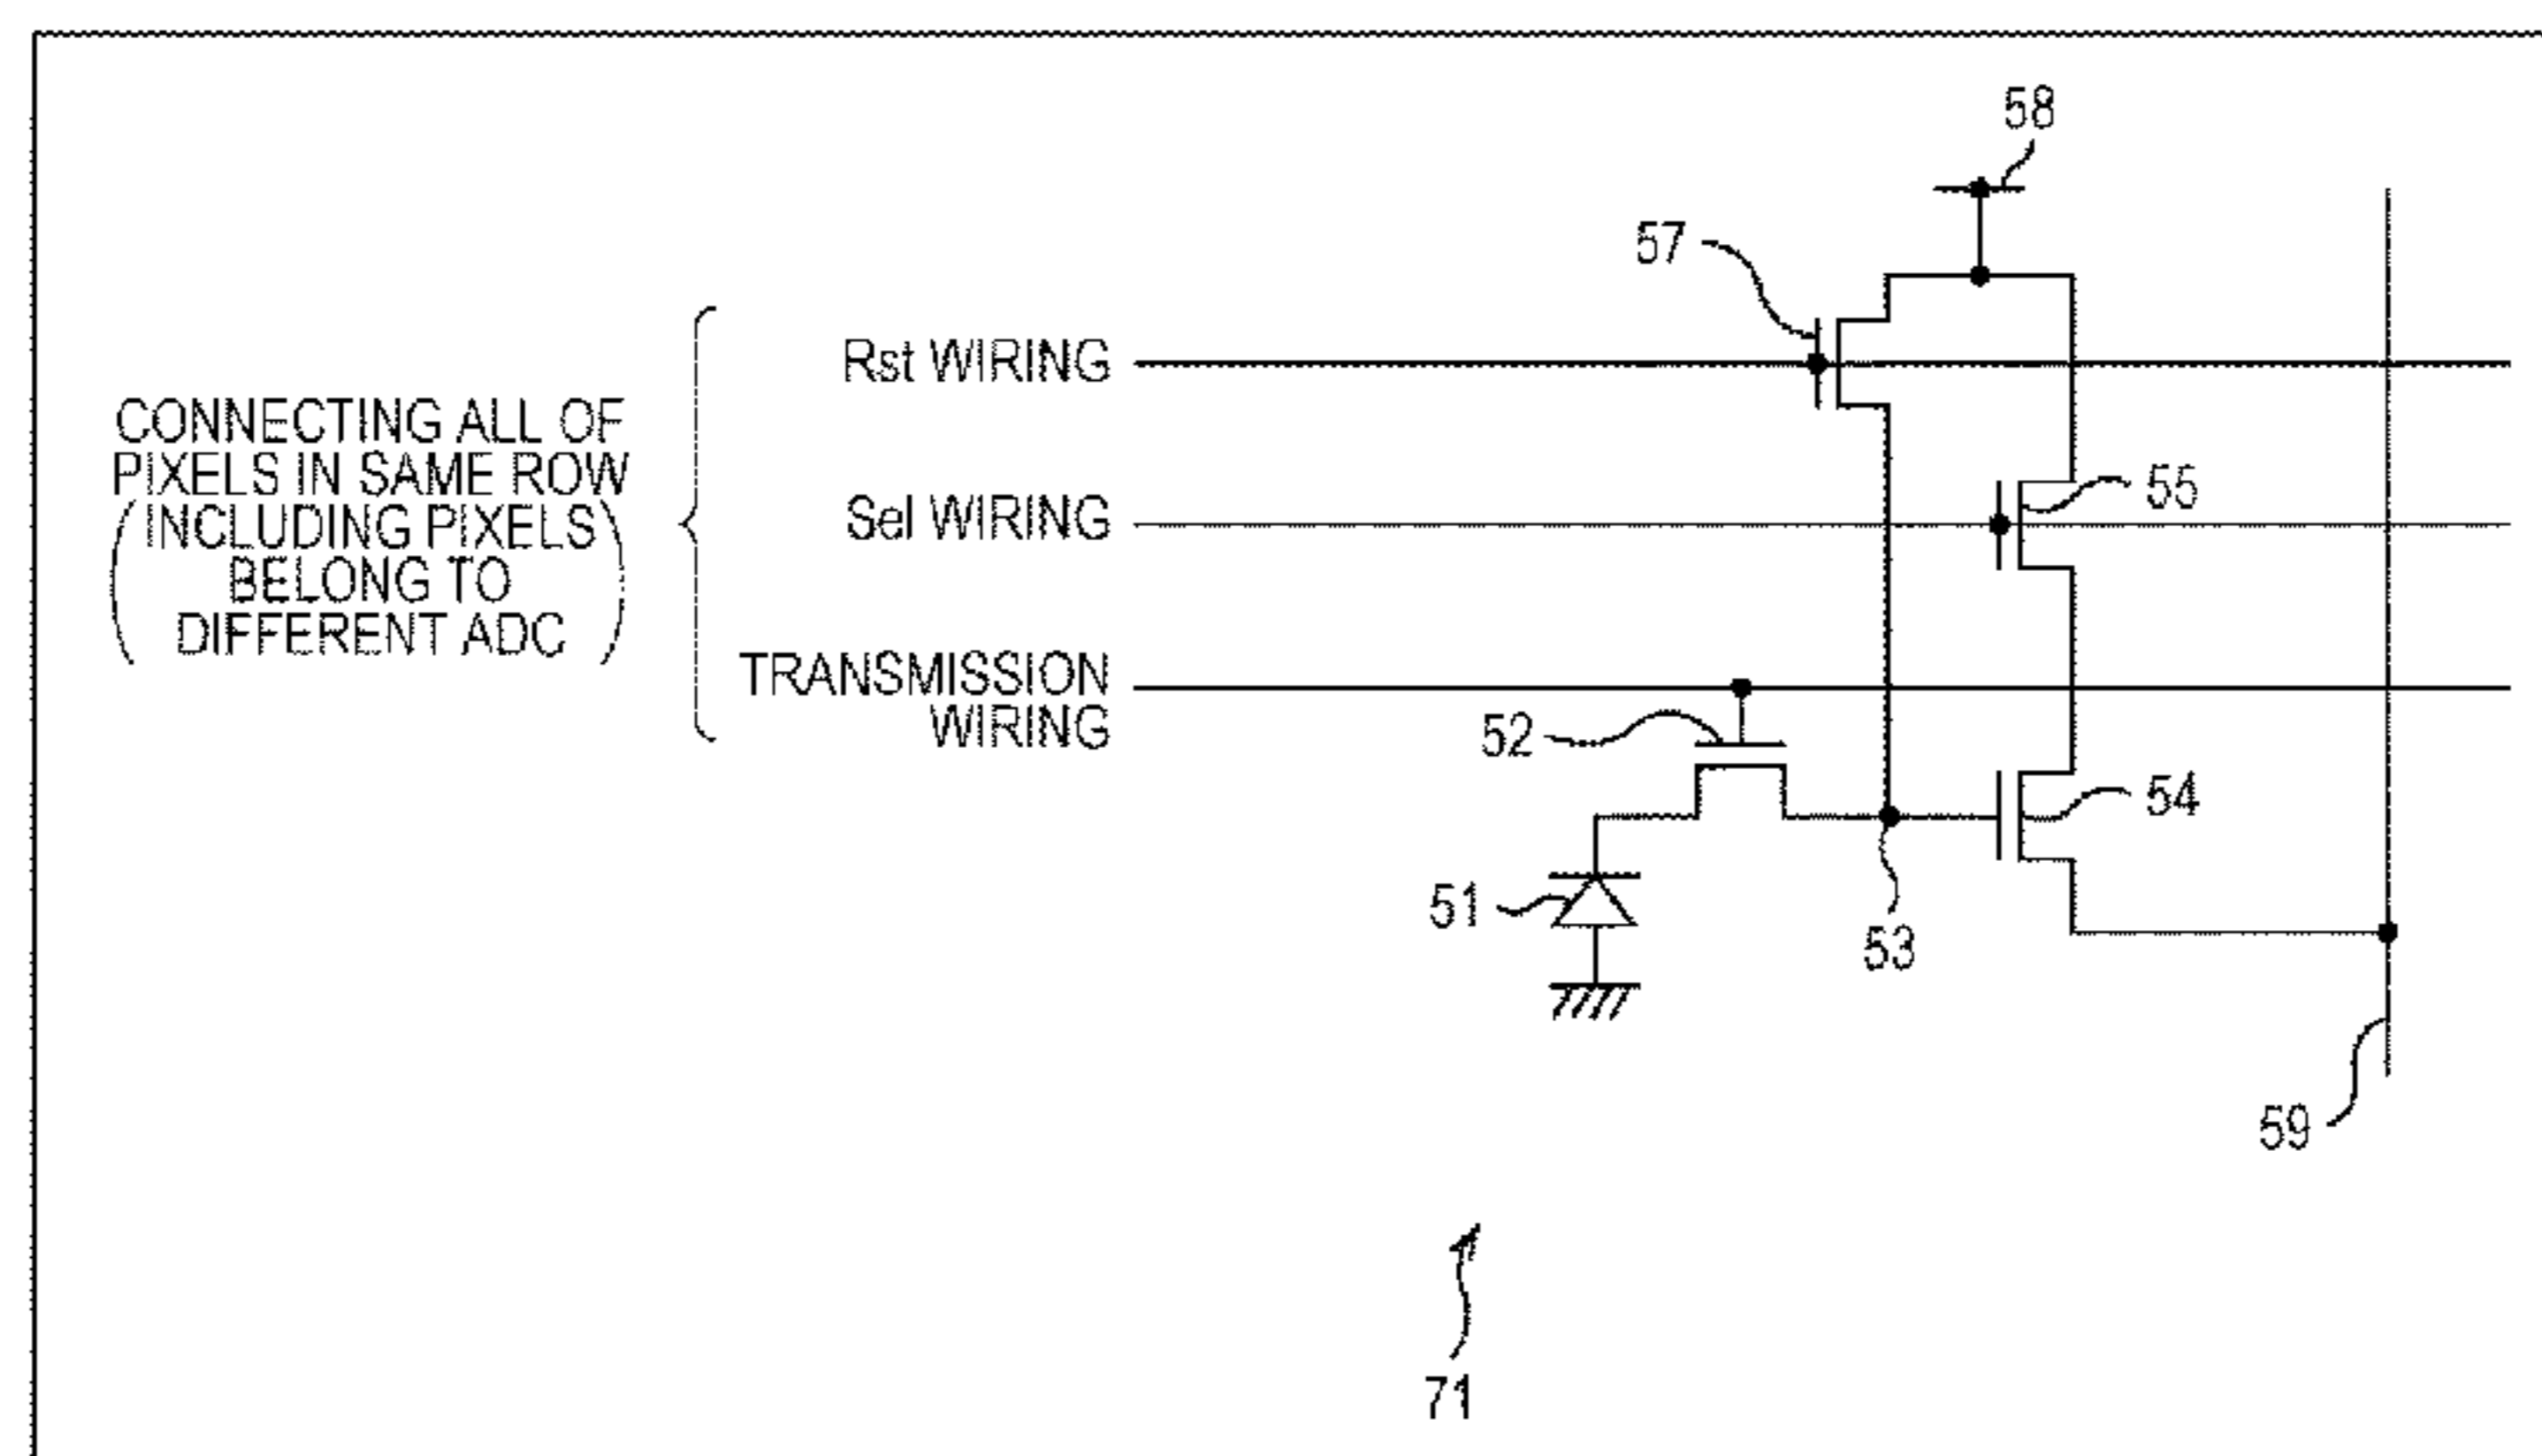 58
57
Rst WIRING
CONNECTING ALL OF
PIXELS IN SAME ROW
(INCLUDING PIXELS
BELONG TO
DIFFERENT ADC)
Sel WIRING
55
TRANSMISSION
WIRING
52
54
51
53
59
71